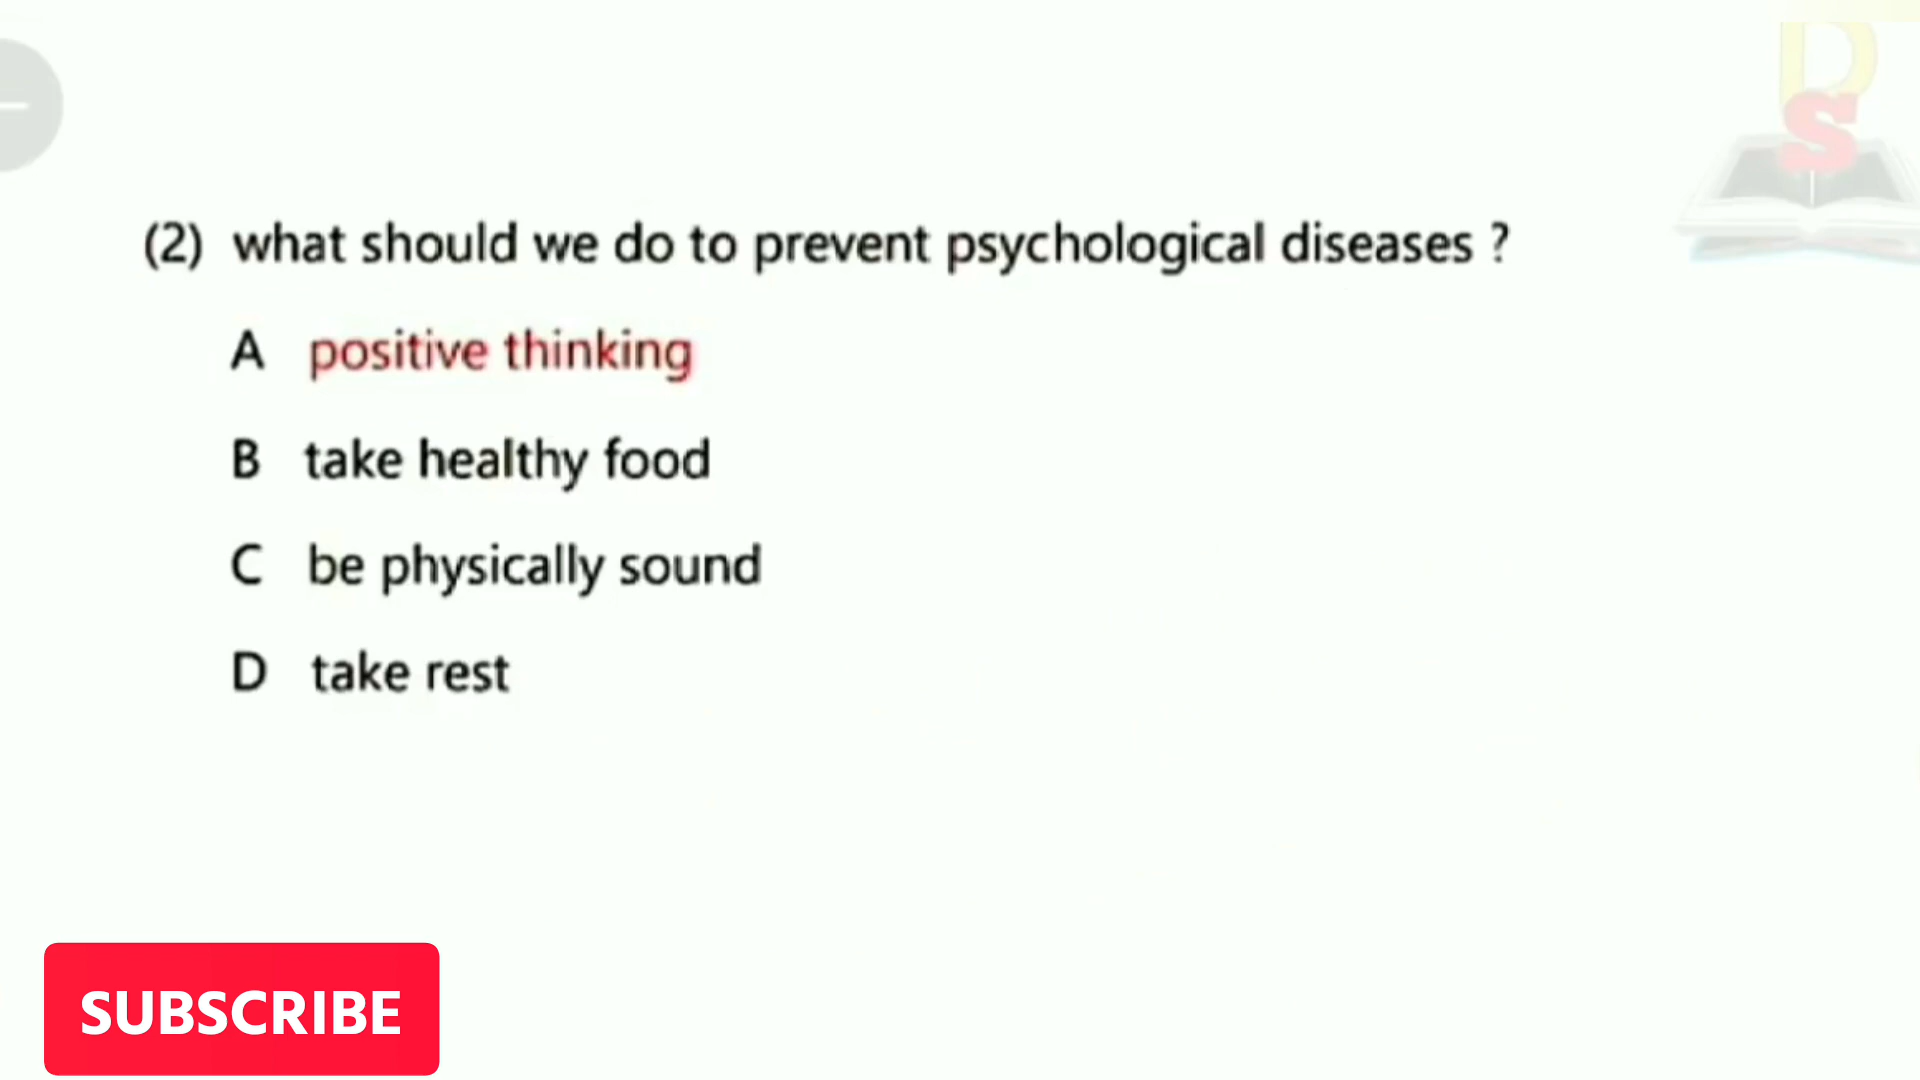 D
S
(2) what should we do to prevent psychological diseases ?
A positive thinking
B take healthy food
C be physically sound
D take rest
SUBSCRIBE